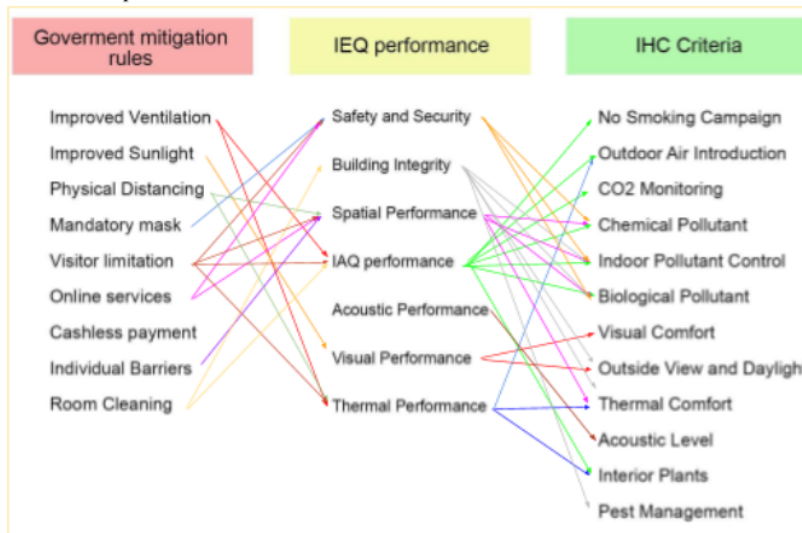 Goverment mitigation
rules
IEQ performance
IHC Criteria
Improved Ventilation
Improved Sunlight
Physical Distancing
Mandatory mask
Visitor limitation
Online services
Cashless payment
Individual Barriers
Room Cleaning
Safety and Security
Building Integrity
Spatial Performance
IAQ performance
Acoustic Performance
Visual Performance
Thermal Performance
No Smoking Campaign
Outdoor Air Introduction
CO2 Monitoring
Chemical Pollutant
Indoor Pollutant Control
Biological Pollutant
Visual Comfort
Outside View and Dayligh
Thermal Comfort
Acoustic Level
Interior Plants
Pest Management